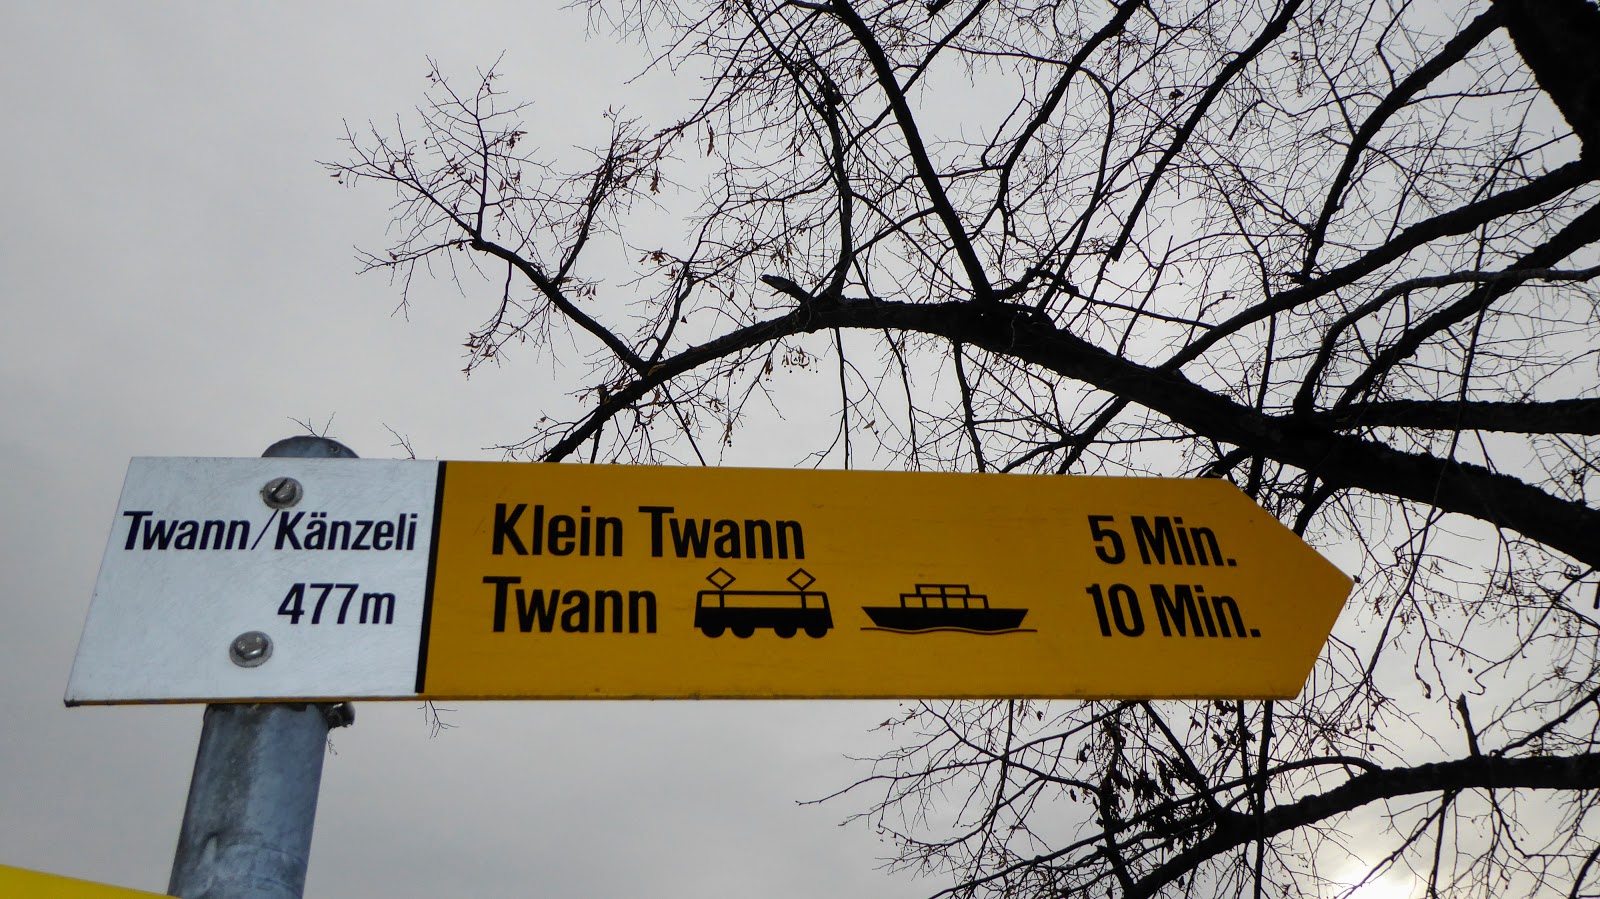 Twann/Känzeli
477m
Klein Twann 5 Min.
Twann 10 Min.